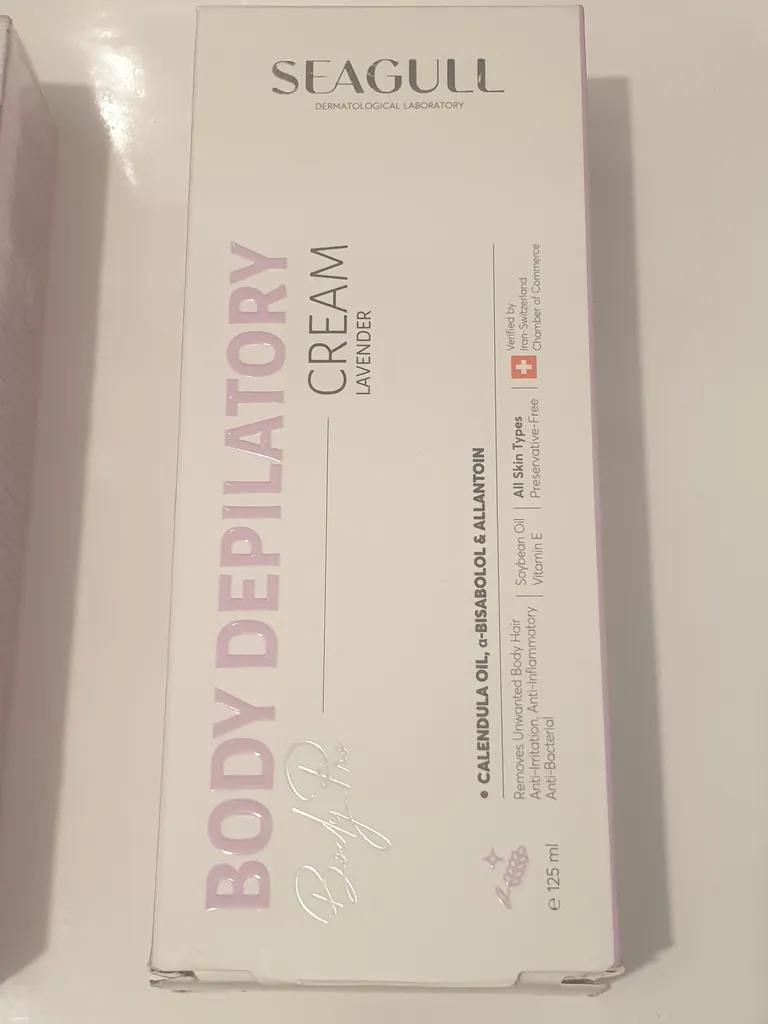 SEAGULL
DERMATOLOGICAL LABORATORY
BODY DEPILATORY
Body Pro
CREAM
LAVENDER
• CALENDULA OIL, α-BISABOLOL & ALLANTOIN
Removes Unwanted Body Hair
Anti-Irritation, Anti-Inflammatory
Anti-Bacterial
Soybean Oil
Vitamin E
All Skin Types
Preservative-Free
Verified by
Iran-Switzerland
Chamber of Commerce
℮ 125 ml